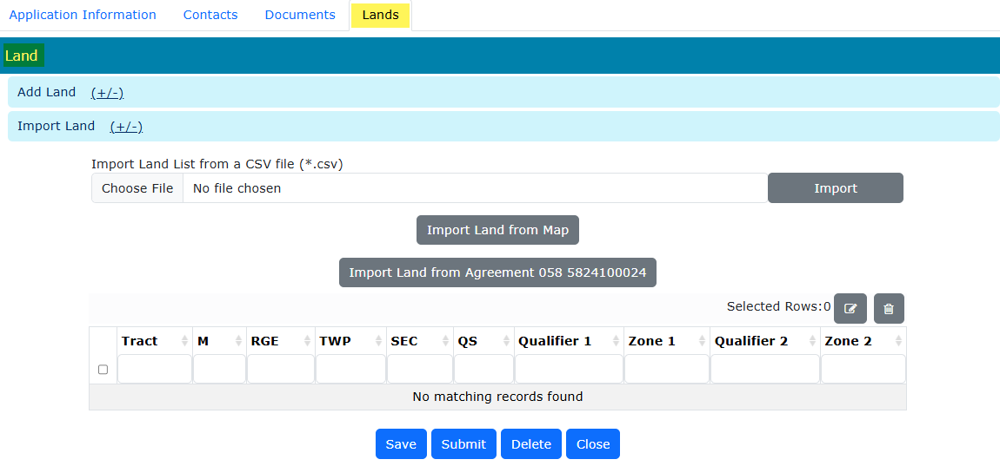 Application Information Contacts Documents Lands
Land
Add Land (+/-)
Import Land (+/-)
Import Land List from a CSV file (*.csv)
Choose File No file chosen Import
Import Land from Map
Import Land from Agreement 058 5824100024
Selected Rows:0
Tract M RGE TWP SEC QS Qualifier 1 Zone 1 Qualifier 2 Zone 2
No matching records found
Save Submit Delete Close